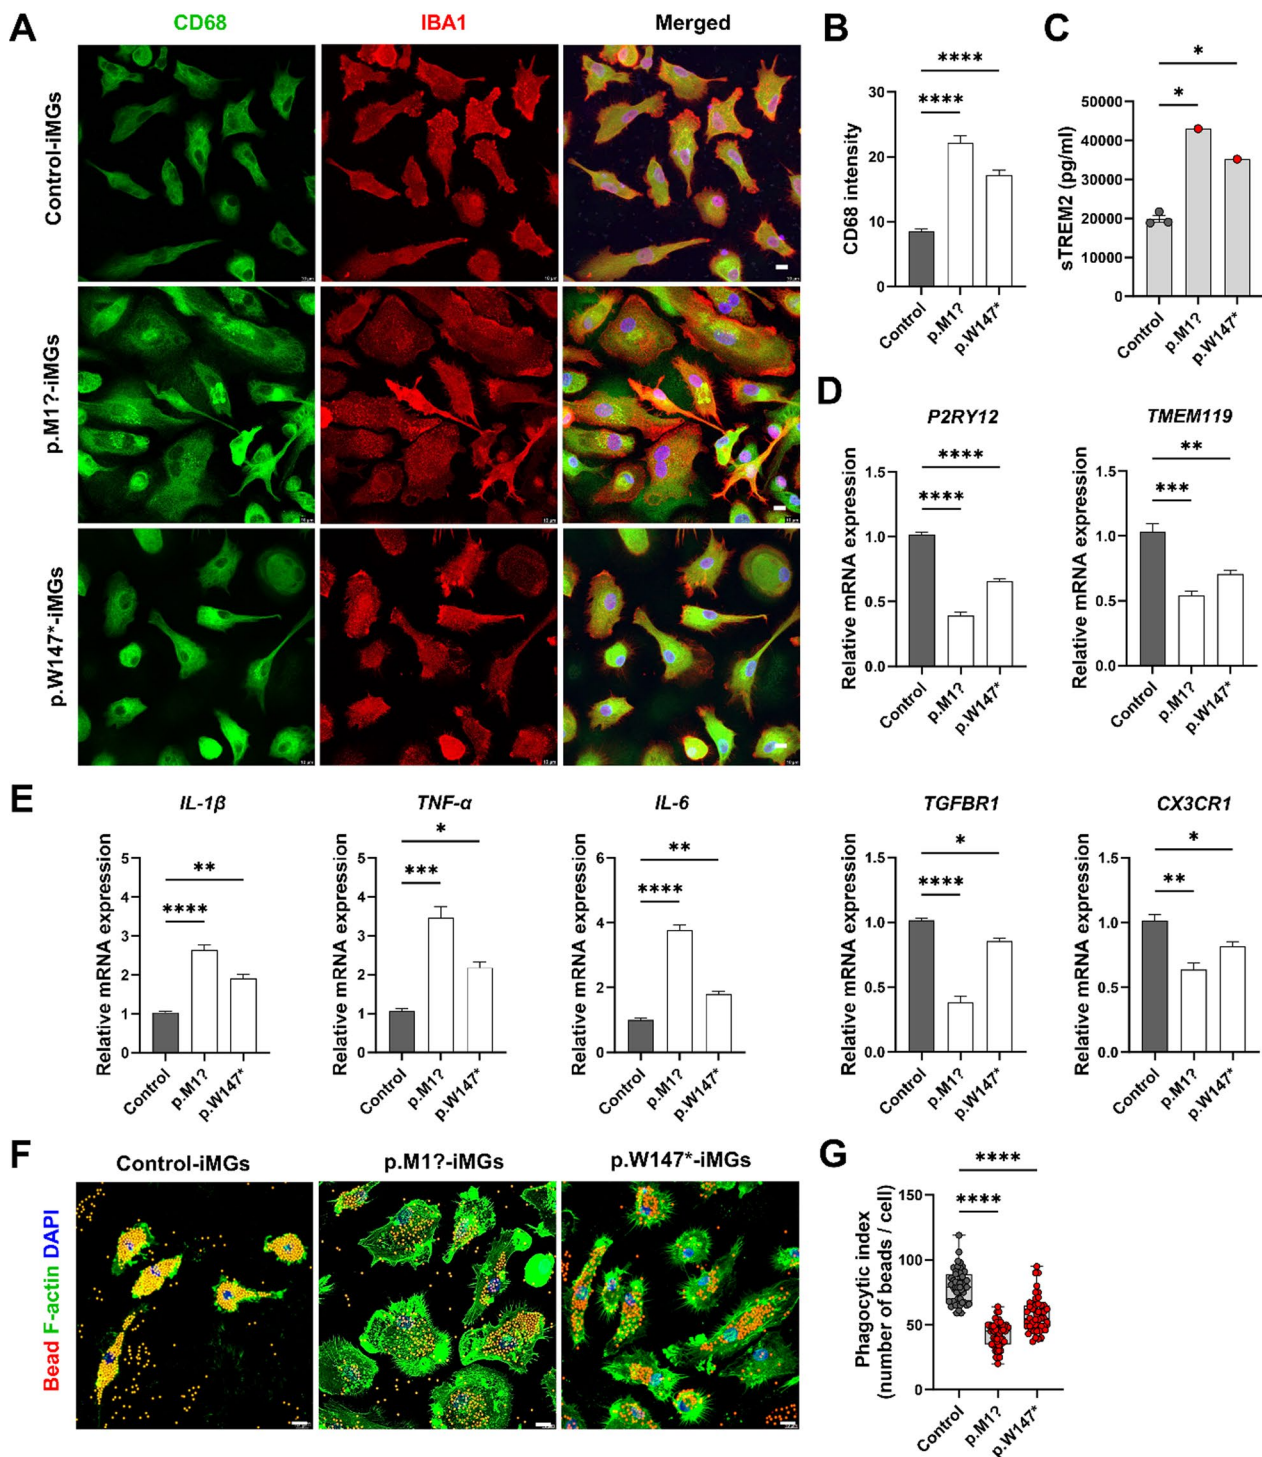 A
CD68
IBA1
Merged
Control-iMGs
p.M1?-iMGs
p.W147*-iMGs
B
CD68 intensity
30
20
10
0
****
****
Control
p.M1?
p.W147*
C
sTREM2 (pg/ml)
50000
40000
30000
20000
10000
0
*
*
Control
p.M1?
p.W147*
D
P2RY12
Relative mRNA expression
1.5
1.0
0.5
0.0
****
****
Control
p.M1?
p.W147*
TMEM119
Relative mRNA expression
1.5
1.0
0.5
0.0
**
***
Control
p.M1?
p.W147*
TGFBR1
Relative mRNA expression
1.5
1.0
0.5
0.0
*
****
Control
p.M1?
p.W147*
CX3CR1
Relative mRNA expression
1.5
1.0
0.5
0.0
*
**
Control
p.M1?
p.W147*
E
IL-1β
Relative mRNA expression
5
4
3
2
1
0
**
****
Control
p.M1?
p.W147*
TNF-α
Relative mRNA expression
5
4
3
2
1
0
*
***
Control
p.M1?
p.W147*
IL-6
Relative mRNA expression
6
4
2
0
**
****
Control
p.M1?
p.W147*
F
Control-iMGs
p.M1?-iMGs
p.W147*-iMGs
Bead F-actin DAPI
G
Phagocytic index
(number of beads / cell)
150
100
50
0
****
****
Control
p.M1?
p.W147*